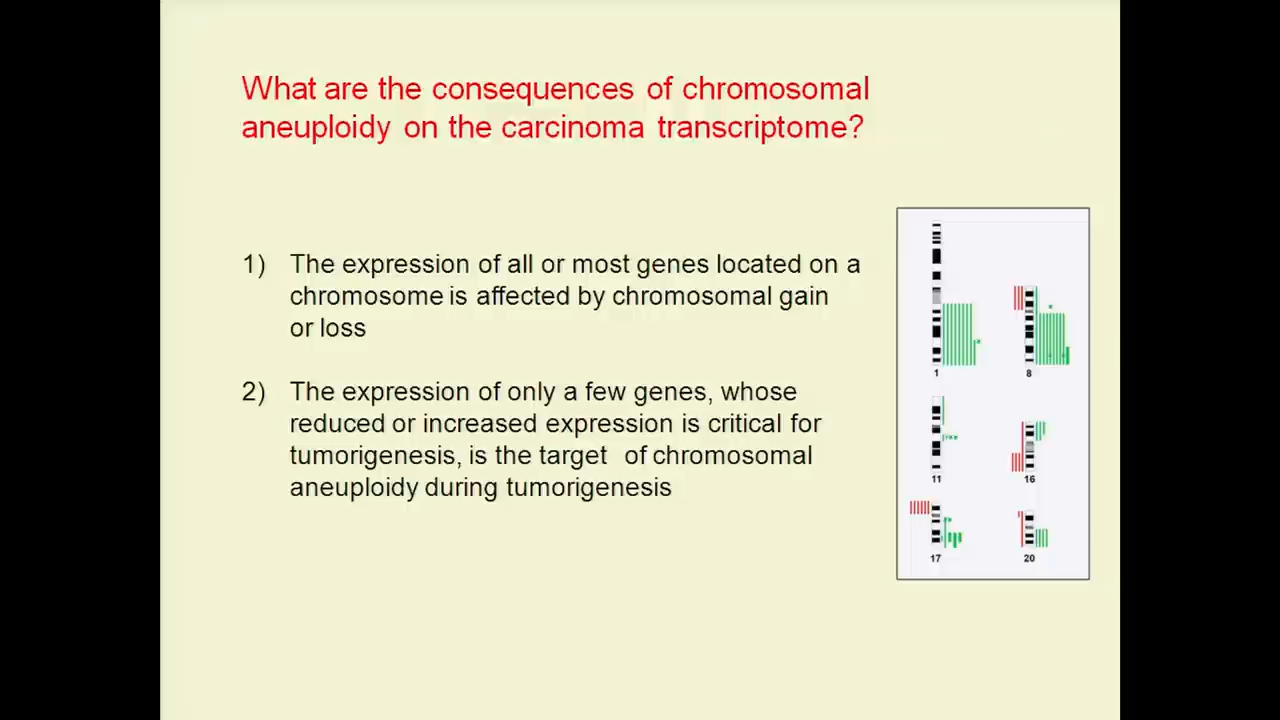 What are the consequences of chromosomal
aneuploidy on the carcinoma transcriptome?
1) The expression of all or most genes located on a
chromosome is affected by chromosomal gain
or loss
2) The expression of only a few genes, whose
reduced or increased expression is critical for
tumorigenesis, is the target of chromosomal
aneuploidy during tumorigenesis
1 8
11 16
17 20